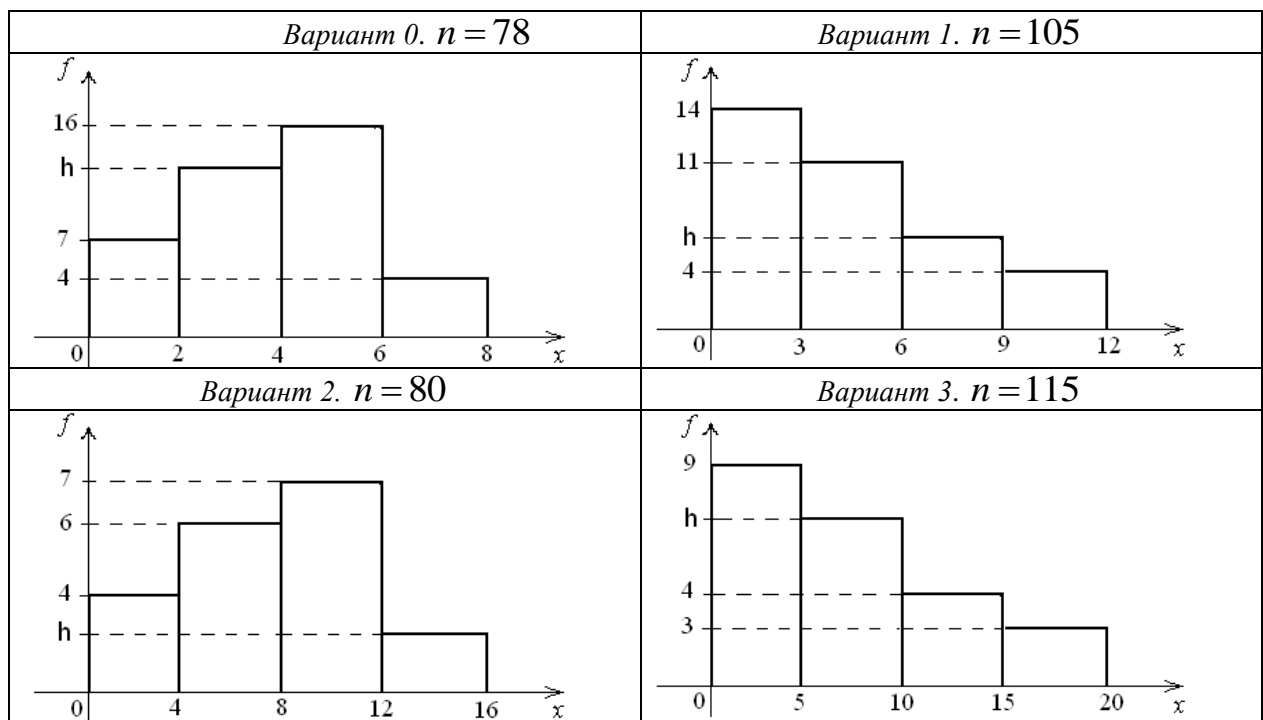 Вариант 0. n = 78
f
16
h
7
4
0 2 4 6 8 x
Вариант 1. n = 105
f
14
11
h
4
0 3 6 9 12 x
Вариант 2. n = 80
f
7
6
4
h
0 4 8 12 16 x
Вариант 3. n = 115
f
9
h
4
3
0 5 10 15 20 x